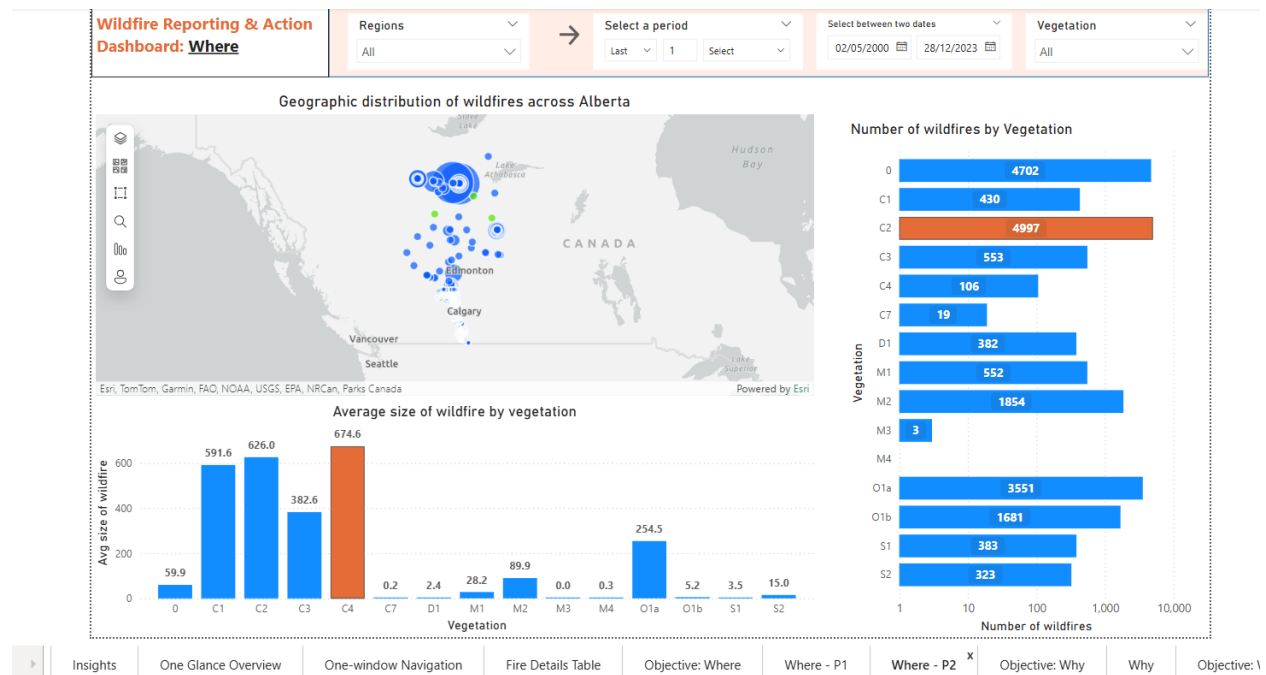 Wildfire Reporting & Action
Dashboard: Where
Regions
All
Select a period
Last
1
Select
Select between two dates
02/05/2000
28/12/2023
Vegetation
All
Geographic distribution of wildfires across Alberta
Slave
Lake
Lake
Athabasca
Hudson
Bay
CANADA
Edmonton
Calgary
Vancouver
Seattle
Lake
Superior
Esri, TomTom, Garmin, FAO, NOAA, USGS, EPA, NRCan, Parks Canada
Powered by Esri
Average size of wildfire by vegetation
Avg size of wildfire
600
400
200
0
59.9
591.6
626.0
382.6
674.6
0.2
2.4
28.2
89.9
0.0
0.3
254.5
5.2
3.5
15.0
0 C1 C2 C3 C4 C7 D1 M1 M2 M3 M4 O1a O1b S1 S2
Vegetation
Number of wildfires by Vegetation
Vegetation
0 4702
C1 430
C2 4997
C3 553
C4 106
C7 19
D1 382
M1 552
M2 1854
M3 3
M4
O1a 3551
O1b 1681
S1 383
S2 323
1 10 100 1,000 10,000
Number of wildfires
Insights
One Glance Overview
One-window Navigation
Fire Details Table
Objective: Where
Where - P1
Where - P2 x
Objective: Why
Why
Objective: